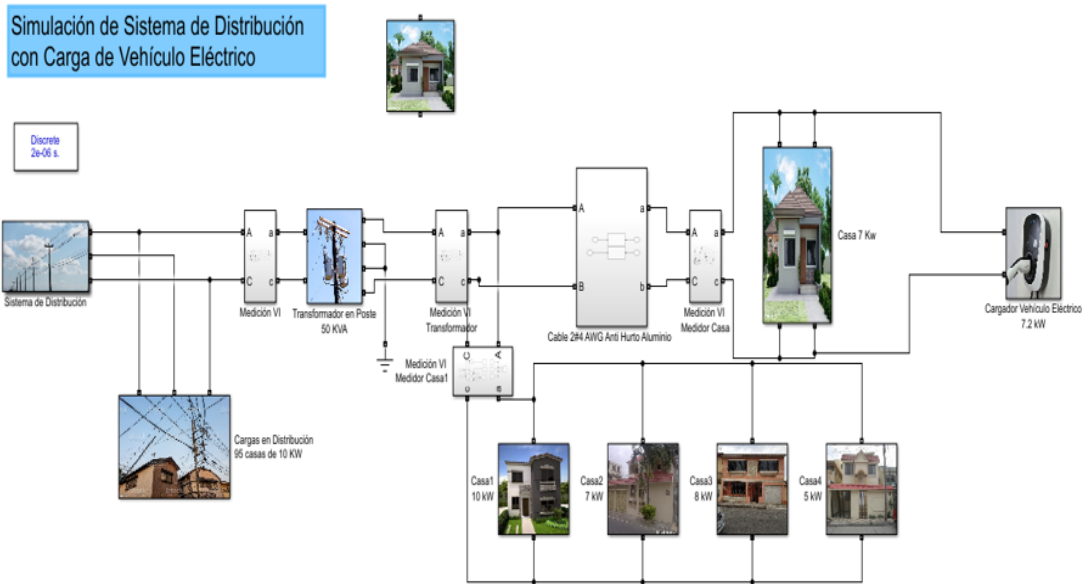 Simulación de Sistema de Distribución
con Carga de Vehículo Eléctrico
Discrete
2e-06 s.
Sistema de Distribución
A
a
C
c
Medición VI
Transformador en Poste
50 KVA
A
a
C
c
Medición VI
Transformador
A
a
B
b
Cable 2#4 AWG Anti Hurto Aluminio
A
a
C
c
Medición VI
Medidor Casa
Casa 7 Kw
Cargador Vehículo Eléctrico
7.2 kW
C
A
c
a
Medición VI
Medidor Casa1
Cargas en Distribución
95 casas de 10 KW
Casa1
10 kW
Casa2
7 kW
Casa3
8 kW
Casa4
5 kW